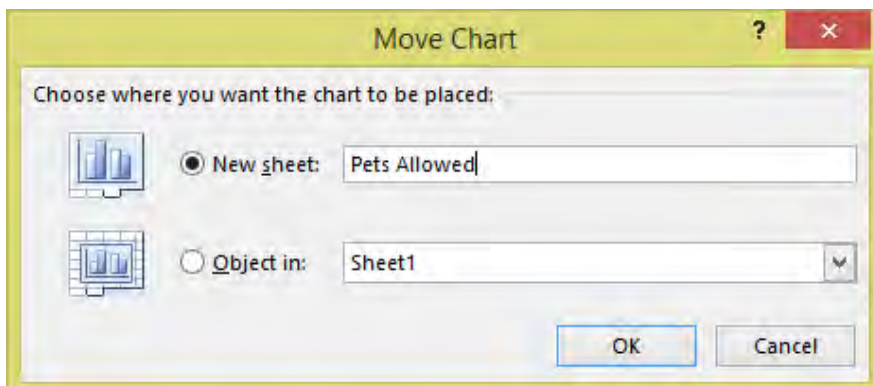 Move Chart ? ×
Choose where you want the chart to be placed:
New sheet: Pets Allowed
Object in: Sheet1
OK Cancel